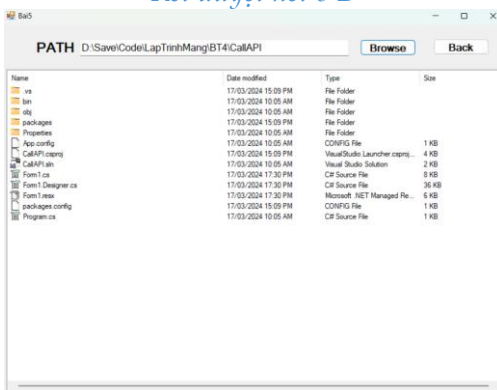 Bai5
PATH D:\Save\Code\LapTrinhMang\BT4\CallAPI Browse Back
Name Date modified Type Size
.vs 17/03/2024 15:09 PM File Folder
bin 17/03/2024 10:05 AM File Folder
obj 17/03/2024 10:05 AM File Folder
packages 17/03/2024 15:09 PM File Folder
Properties 17/03/2024 10:05 AM File Folder
App.config 17/03/2024 10:05 AM CONFIG File 1 KB
CallAPI.csproj 17/03/2024 15:09 PM VisualStudio.Launcher.csproj... 4 KB
CallAPI.sln 17/03/2024 10:05 AM Visual Studio Solution 2 KB
Form1.cs 17/03/2024 17:30 PM C# Source File 8 KB
Form1.Designer.cs 17/03/2024 17:30 PM C# Source File 36 KB
Form1.resx 17/03/2024 17:30 PM Microsoft .NET Managed Re... 6 KB
packages.config 17/03/2024 15:09 PM CONFIG File 1 KB
Program.cs 17/03/2024 10:05 AM C# Source File 1 KB